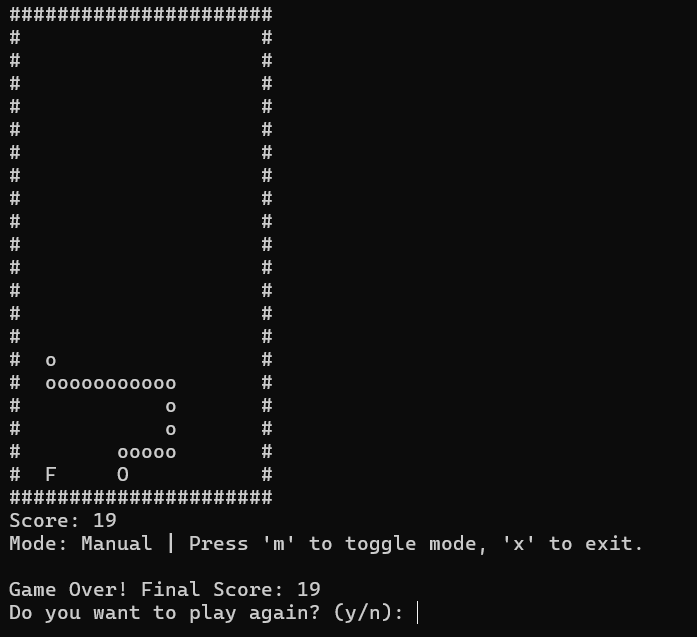 ######################
#                    #
#                    #
#                    #
#                    #
#                    #
#                    #
#                    #
#                    #
#                    #
#                    #
#                    #
#                    #
#                    #
#                    #
#  o                 #
#  ooooooooooo       #
#            o       #
#            o       #
#        ooooo       #
#  F     O           #
######################
Score: 19
Mode: Manual | Press 'm' to toggle mode, 'x' to exit.

Game Over! Final Score: 19
Do you want to play again? (y/n):